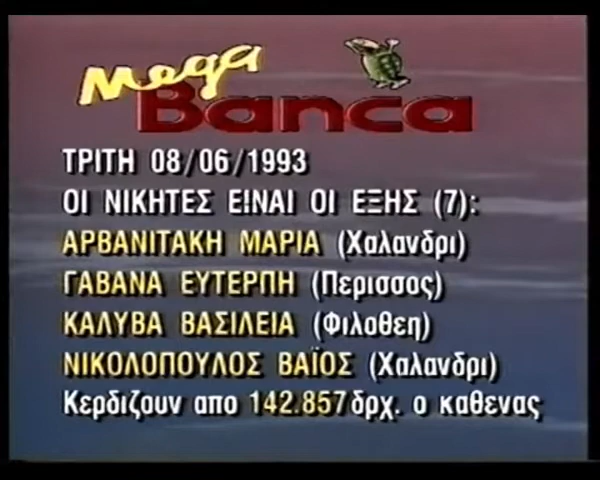 Mega
Banca
ΤΡΙΤΗ 08/06/1993
ΟΙ ΝΙΚΗΤΕΣ ΕΙΝΑΙ ΟΙ ΕΞΗΣ (7):
ΑΡΒΑΝΙΤΑΚΗ ΜΑΡΙΑ (Χαλανδρι)
ΓΑΒΑΝΑ ΕΥΤΕΡΠΗ (Περισσος)
ΚΑΛΥΒΑ ΒΑΣΙΛΕΙΑ (Φιλοθεη)
ΝΙΚΟΛΟΠΟΥΛΟΣ ΒΑΪΟΣ (Χαλανδρι)
Κερδιζουν απο 142.857 δρχ. ο καθενας